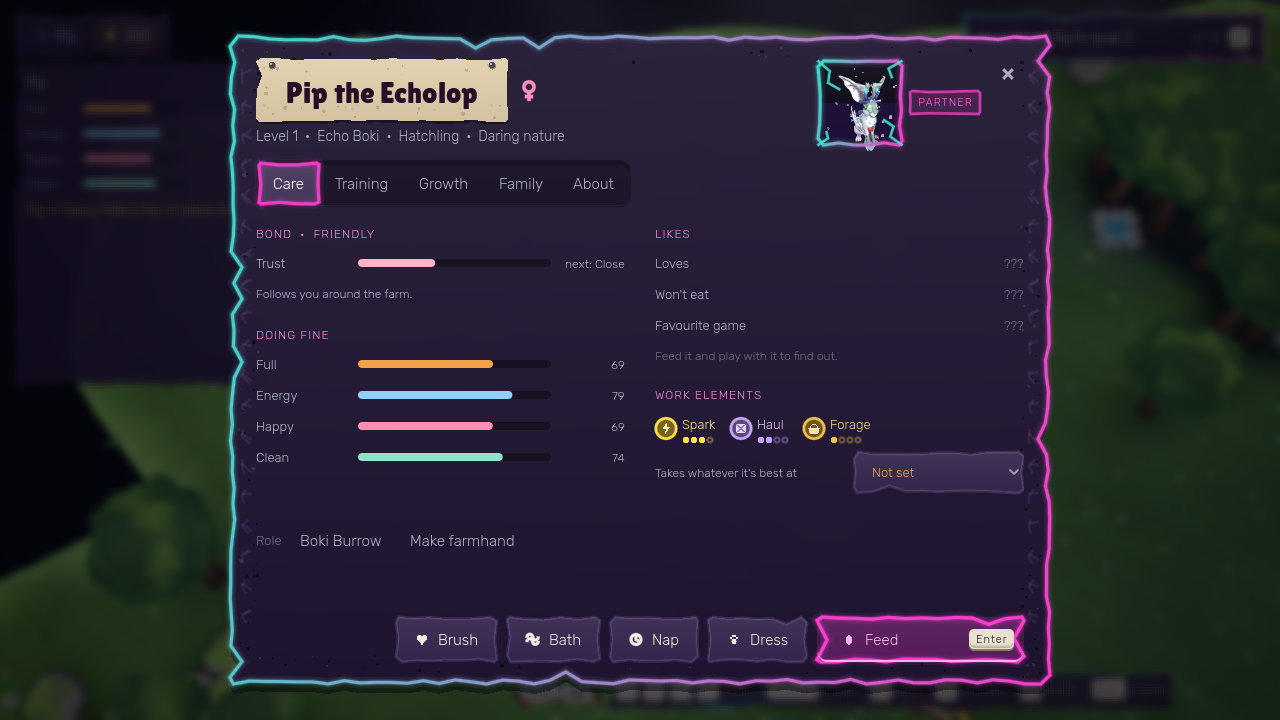 Pip the Echolop
PARTNER
Level 1 • Echo Boki • Hatchling • Daring nature
Care Training Growth Family About
BOND • FRIENDLY
Trust next: Close
Follows you around the farm.
DOING FINE
Full 69
Energy 79
Happy 69
Clean 74
LIKES
Loves ???
Won't eat ???
Favourite game ???
Feed it and play with it to find out.
WORK ELEMENTS
Spark Haul Forage
Takes whatever it's best at Not set
Role Boki Burrow Make farmhand
Brush Bath Nap Dress Feed Enter